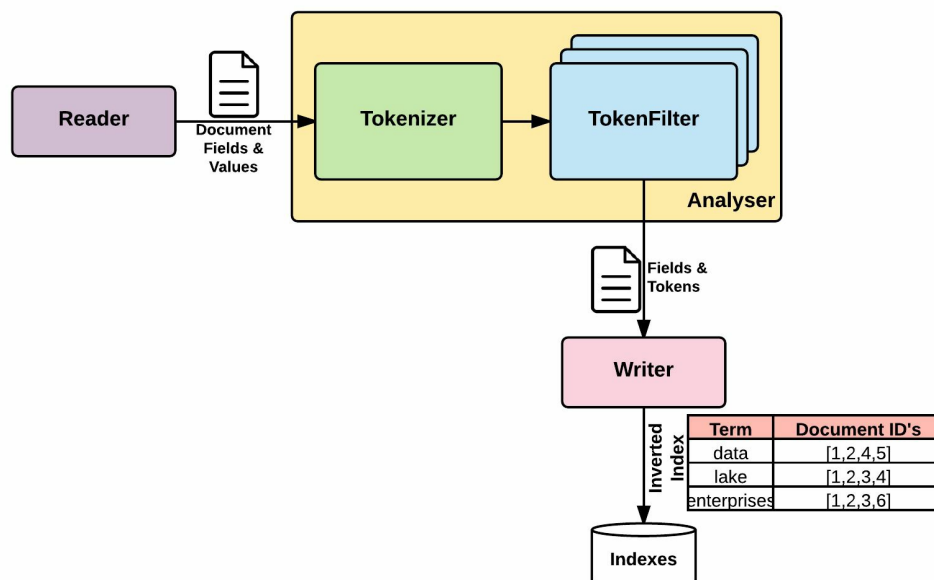 Reader
Document
Fields &
Values
Tokenizer
TokenFilter
Analyser
Fields &
Tokens
Writer
Inverted
Index
Term Document ID's
data [1,2,4,5]
lake [1,2,3,4]
enterprises [1,2,3,6]
Indexes